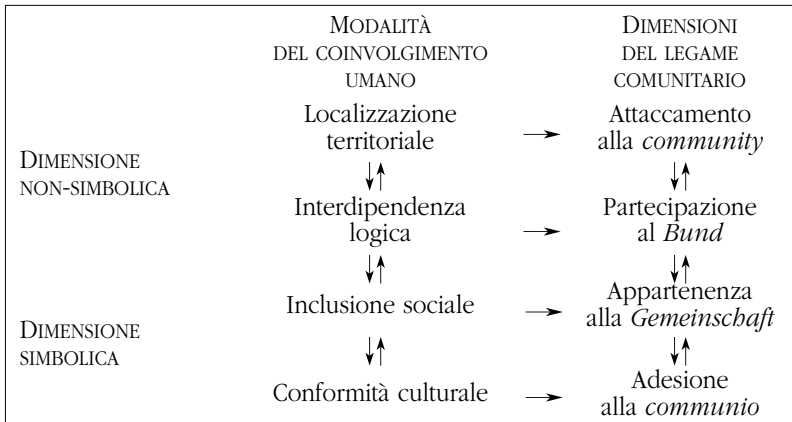 MODALITÀ
DEL COINVOLGIMENTO
UMANO
DIMENSIONI
DEL LEGAME
COMUNITARIO
DIMENSIONE
NON-SIMBOLICA
Localizzazione
territoriale
Attaccamento
alla community
Interdipendenza
logica
Partecipazione
al Bund
DIMENSIONE
SIMBOLICA
Inclusione sociale
Appartenenza
alla Gemeinschaft
Conformità culturale
Adesione
alla communio